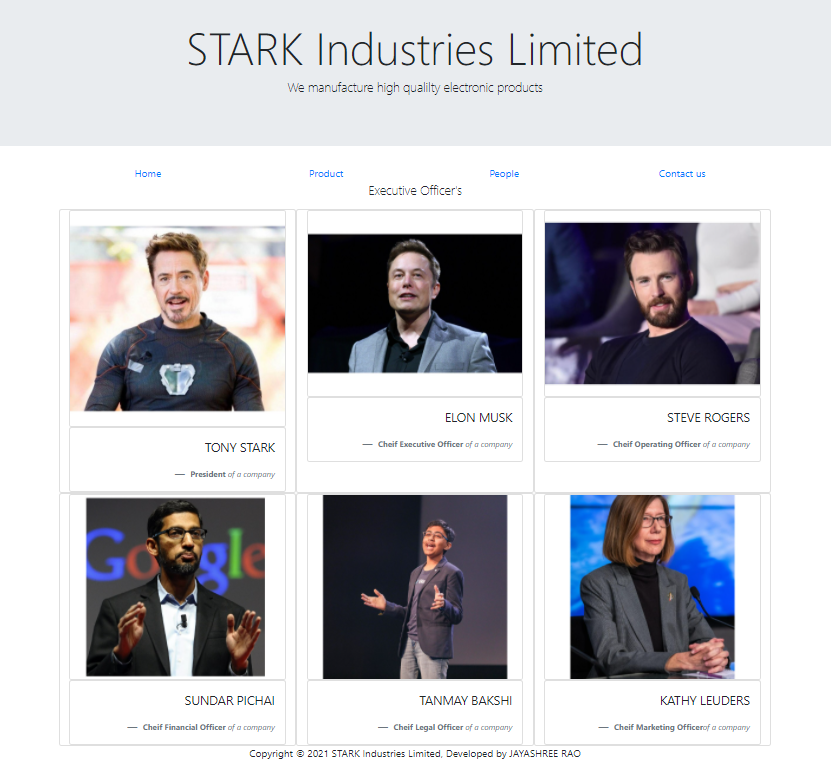 STARK Industries Limited
We manufacture high qualilty electronic products
Home Product People Contact us
Executive Officer's
TONY STARK
— President of a company
ELON MUSK
— Cheif Executive Officer of a company
STEVE ROGERS
— Cheif Operating Officer of a company
Google
SUNDAR PICHAI
— Cheif Financial Officer of a company
TANMAY BAKSHI
— Cheif Legal Officer of a company
KATHY LEUDERS
— Cheif Marketing Officerof a company
Copyright © 2021 STARK Industries Limited, Developed by JAYASHREE RAO